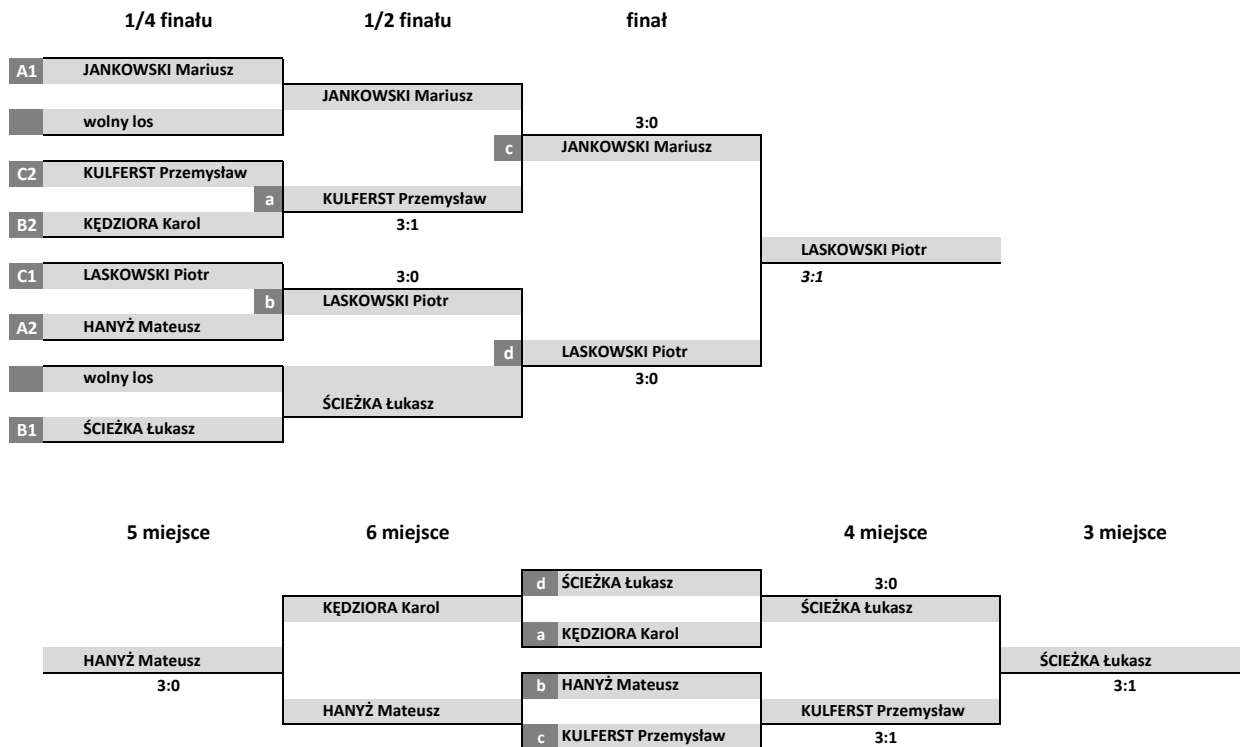 1/4 finału 1/2 finału finał
A1 JANKOWSKI Mariusz
JANKOWSKI Mariusz
wolny los
3:0
c JANKOWSKI Mariusz
C2 KULFERST Przemysław
a KULFERST Przemysław
B2 KĘDZIORA Karol
3:1
LASKOWSKI Piotr
C1 LASKOWSKI Piotr
3:0
3:1
b LASKOWSKI Piotr
A2 HANYŻ Mateusz
d LASKOWSKI Piotr
wolny los
3:0
ŚCIEŻKA Łukasz
B1 ŚCIEŻKA Łukasz
5 miejsce 6 miejsce 4 miejsce 3 miejsce
d ŚCIEŻKA Łukasz
3:0
KĘDZIORA Karol
ŚCIEŻKA Łukasz
a KĘDZIORA Karol
HANYŻ Mateusz
ŚCIEŻKA Łukasz
3:0
b HANYŻ Mateusz
3:1
HANYŻ Mateusz
KULFERST Przemysław
c KULFERST Przemysław
3:1